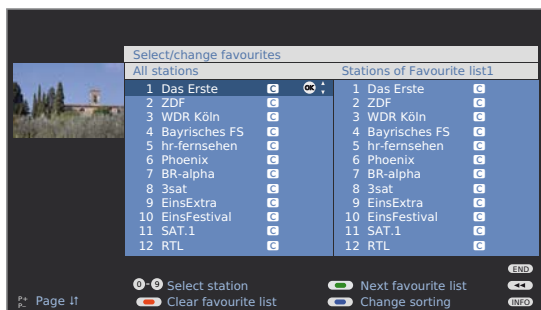 Select/change favourites
All stations Stations of Favourite list1
1 Das Erste C OK 1 Das Erste C
2 ZDF C 2 ZDF C
3 WDR Köln C 3 WDR Köln C
4 Bayrisches FS C 4 Bayrisches FS C
5 hr-fernsehen C 5 hr-fernsehen C
6 Phoenix C 6 Phoenix C
7 BR-alpha C 7 BR-alpha C
8 3sat C 8 3sat C
9 EinsExtra C 9 EinsExtra C
10 EinsFestival C 10 EinsFestival C
11 SAT.1 C 11 SAT.1 C
12 RTL C 12 RTL C
END
0-9 Select station Next favourite list
P+ P- Page Clear favourite list Change sorting INFO